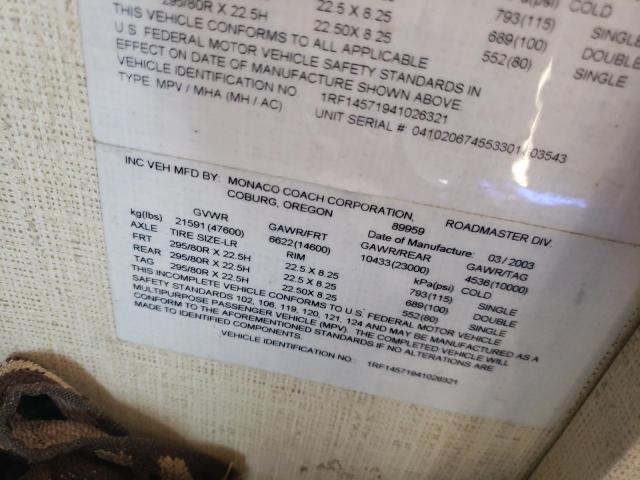 (psi) COLD
295/80R X 22.5H 22.5 X 8.25 793(115) SINGLE
22.50X 8.25 689(100) DOUBLE
552(80) SINGLE
THIS VEHICLE CONFORMS TO ALL APPLICABLE
U S FEDERAL MOTOR VEHICLE SAFETY STANDARDS IN
EFFECT ON DATE OF MANUFACTURE SHOWN ABOVE
VEHICLE IDENTIFICATION NO 1RF14571941026321
TYPE MPV / MHA (MH / AC) UNIT SERIAL # 04102067455330 03543
INC VEH MFD BY: MONACO COACH CORPORATION, ROADMASTER DIV.
COBURG, OREGON 89959
Date of Manufacture: 03/2003
GVWR GAWR/FRT GAWR/REAR GAWR/TAG
kg(lbs) 21591(47600) 6622(14600) 10433(23000) 4536(10000)
AXLE TIRE SIZE-LR RIM kPa(psi) COLD
FRT 295/80R X 22.5H 22.5 X 8.25 793(115) SINGLE
REAR 295/80R X 22.5H 22.5 X 8.25 689(100) DOUBLE
TAG 295/80R X 22.5H 22.50X 8.25 552(80) SINGLE
THIS INCOMPLETE VEHICLE CONFORMS TO U.S. FEDERAL MOTOR VEHICLE
SAFETY STANDARDS 102, 106, 119, 120, 121, 124 AND MAY BE MANUFACTURED AS A
MULTIPURPOSE PASSENGER VEHICLE (MPV). THE COMPLETED VEHICLE WILL
CONFORM TO THE AFOREMENTIONED STANDARDS IF NO ALTERATIONS ARE
MADE TO IDENTIFIED COMPONENTS.
VEHICLE IDENTIFICATION NO 1RF14571941026321